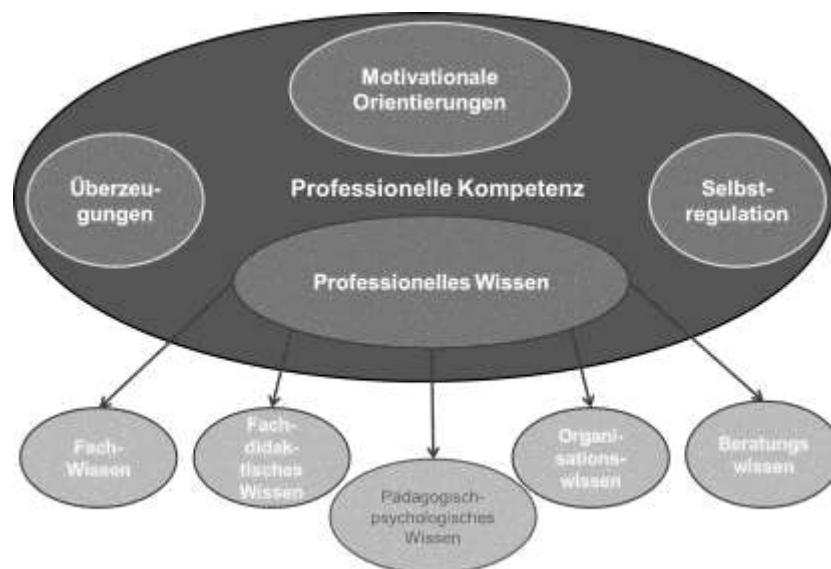 Motivationale
Orientierungen
Überzeu-
gungen
Professionelle Kompetenz
Selbst-
regulation
Professionelles Wissen
Fach-
Wissen
Fach-
didak-
tisches
Wissen
Pädagogisch-
psychologisches
Wissen
Organi-
sations-
wissen
Beratungs
wissen